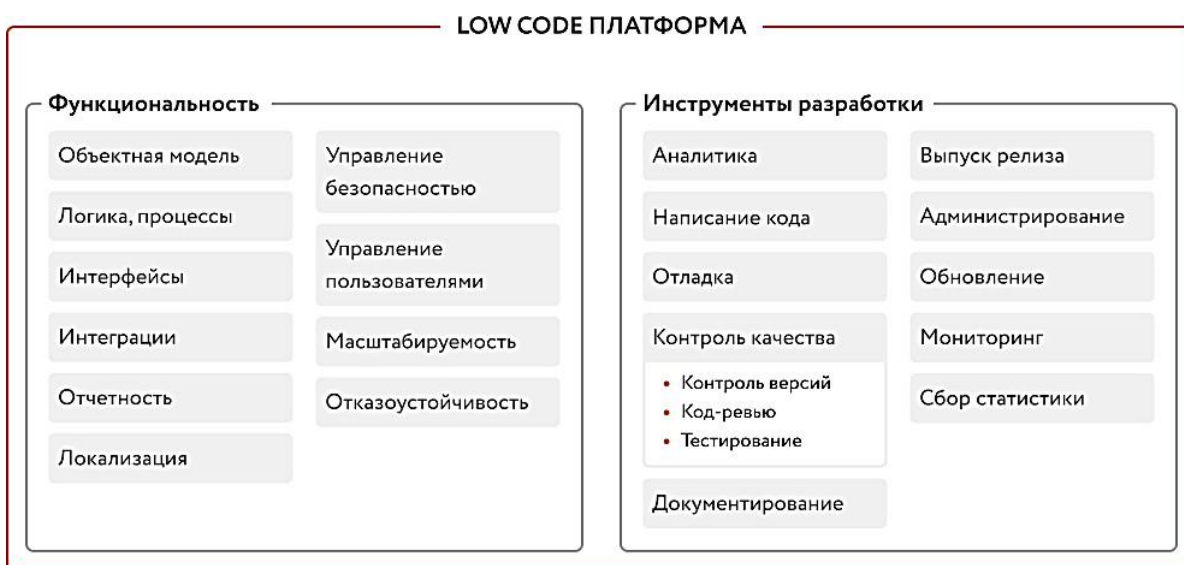 LOW CODE ПЛАТФОРМА
Функциональность
Объектная модель
Логика, процессы
Интерфейсы
Интеграции
Отчетность
Локализация
Управление
безопасностью
Управление
пользователями
Масштабируемость
Отказоустойчивость
Инструменты разработки
Аналитика
Написание кода
Отладка
Контроль качества
• Контроль версий
• Код-ревью
• Тестирование
Документирование
Выпуск релиза
Администрирование
Обновление
Мониторинг
Сбор статистики